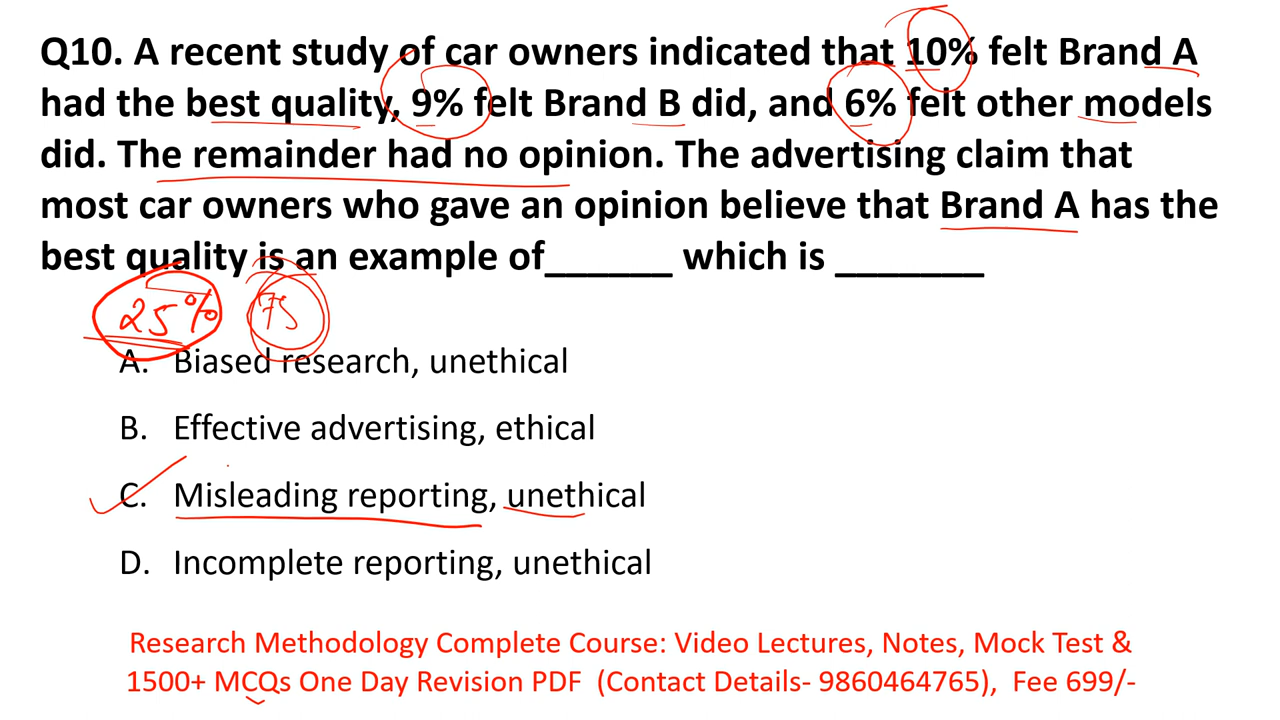 Q10. A recent study of car owners indicated that 10% felt Brand A
had the best quality, 9% felt Brand B did, and 6% felt other models
did. The remainder had no opinion. The advertising claim that
most car owners who gave an opinion believe that Brand A has the
best quality is an example of______ which is _______
25% 75
A. Biased research, unethical
B. Effective advertising, ethical
C. Misleading reporting, unethical
D. Incomplete reporting, unethical
Research Methodology Complete Course: Video Lectures, Notes, Mock Test &
1500+ MCQs One Day Revision PDF (Contact Details- 9860464765), Fee 699/-